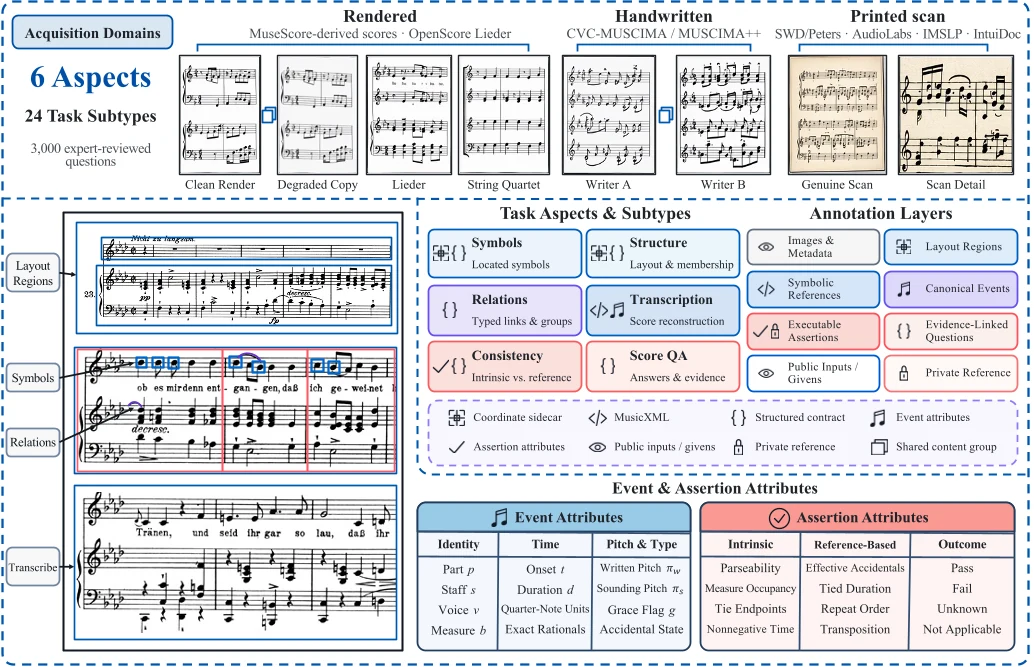 Acquisition Domains
6 Aspects
24 Task Subtypes
3,000 expert-reviewed
questions
Rendered
MuseScore-derived scores · OpenScore Lieder
Handwritten
CVC-MUSCIMA / MUSCIMA++
Printed scan
SWD/Peters · AudioLabs · IMSLP · IntuiDoc
Clean Render
Degraded Copy
Lieder
String Quartet
Writer A
Writer B
Genuine Scan
Scan Detail
Layout
Regions
Symbols
Relations
Transcribe
Nicht zu langsam.
23.
pp
decresc.
fp
ob es mir denn ent - gan - gen, daß ich ge - wei - net
decresc.
Tränen, und seid ihr gar so lau, daß ihr
Task Aspects & Subtypes
{ } Symbols
Located symbols
{ } Structure
Layout & membership
{ } Relations
Typed links & groups
</> Transcription
Score reconstruction
{ } Consistency
Intrinsic vs. reference
{ } Score QA
Answers & evidence
Annotation Layers
Images &
Metadata
Layout Regions
</> Symbolic
References
Canonical Events
Executable
Assertions
{ } Evidence-Linked
Questions
Public Inputs /
Givens
Private Reference
Coordinate sidecar
</> MusicXML
{ } Structured contract
Event attributes
Assertion attributes
Public inputs / givens
Private reference
Shared content group
Event & Assertion Attributes
Event Attributes
Identity Time Pitch & Type
Part p Onset t Written Pitch πw
Staff s Duration d Sounding Pitch πs
Voice v Quarter-Note Units Grace Flag g
Measure b Exact Rationals Accidental State
Assertion Attributes
Intrinsic Reference-Based Outcome
Parseability Effective Accidentals Pass
Measure Occupancy Tied Duration Fail
Tie Endpoints Repeat Order Unknown
Nonnegative Time Transposition Not Applicable